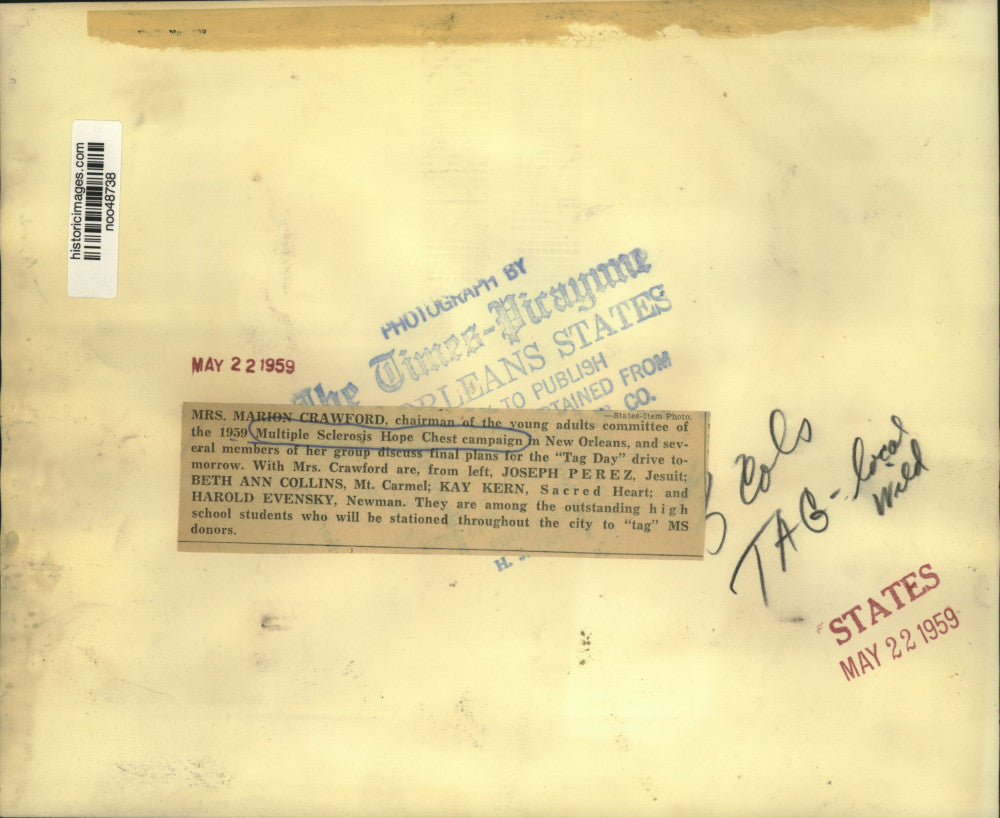 historicimages.com
noo48738
PHOTOGRAPH BY
The Times-Picayune
ORLEANS STATES
TO PUBLISH
OBTAINED FROM
CO.
MAY 22 1959
—States-Item Photo.
MRS. MARION CRAWFORD, chairman of the young adults committee of
the 1959 Multiple Sclerosis Hope Chest campaign in New Orleans, and sev-
eral members of her group discuss final plans for the “Tag Day” drive to-
morrow. With Mrs. Crawford are, from left, JOSEPH PEREZ, Jesuit;
BETH ANN COLLINS, Mt. Carmel; KAY KERN, Sacred Heart; and
HAROLD EVENSKY, Newman. They are among the outstanding high
school students who will be stationed throughout the city to “tag” MS
donors.
H.
Cols
TAG - local
Wild
STATES
MAY 22 1959